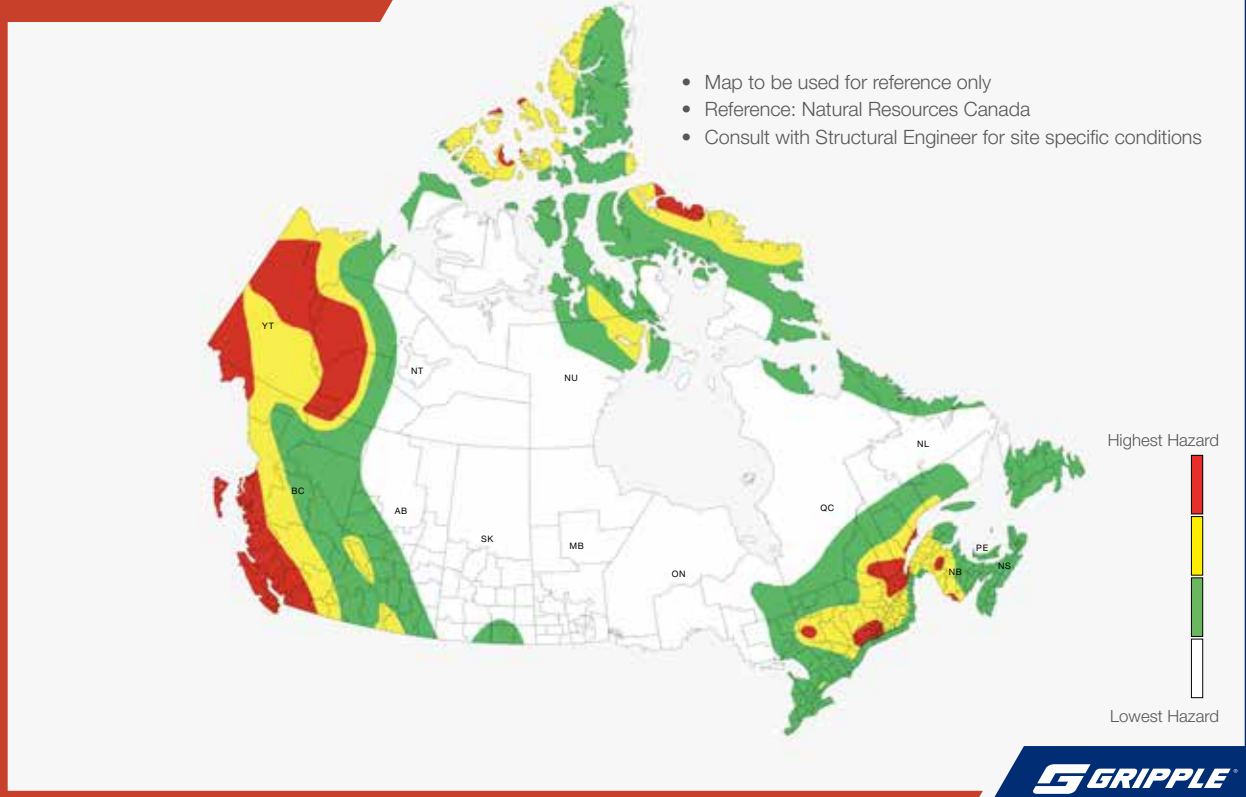 • Map to be used for reference only
• Reference: Natural Resources Canada
• Consult with Structural Engineer for site specific conditions
YT
NT
NU
NL
BC
AB
SK
MB
ON
QC
PE
NB
NS
Highest Hazard
Lowest Hazard
GRIPPLE